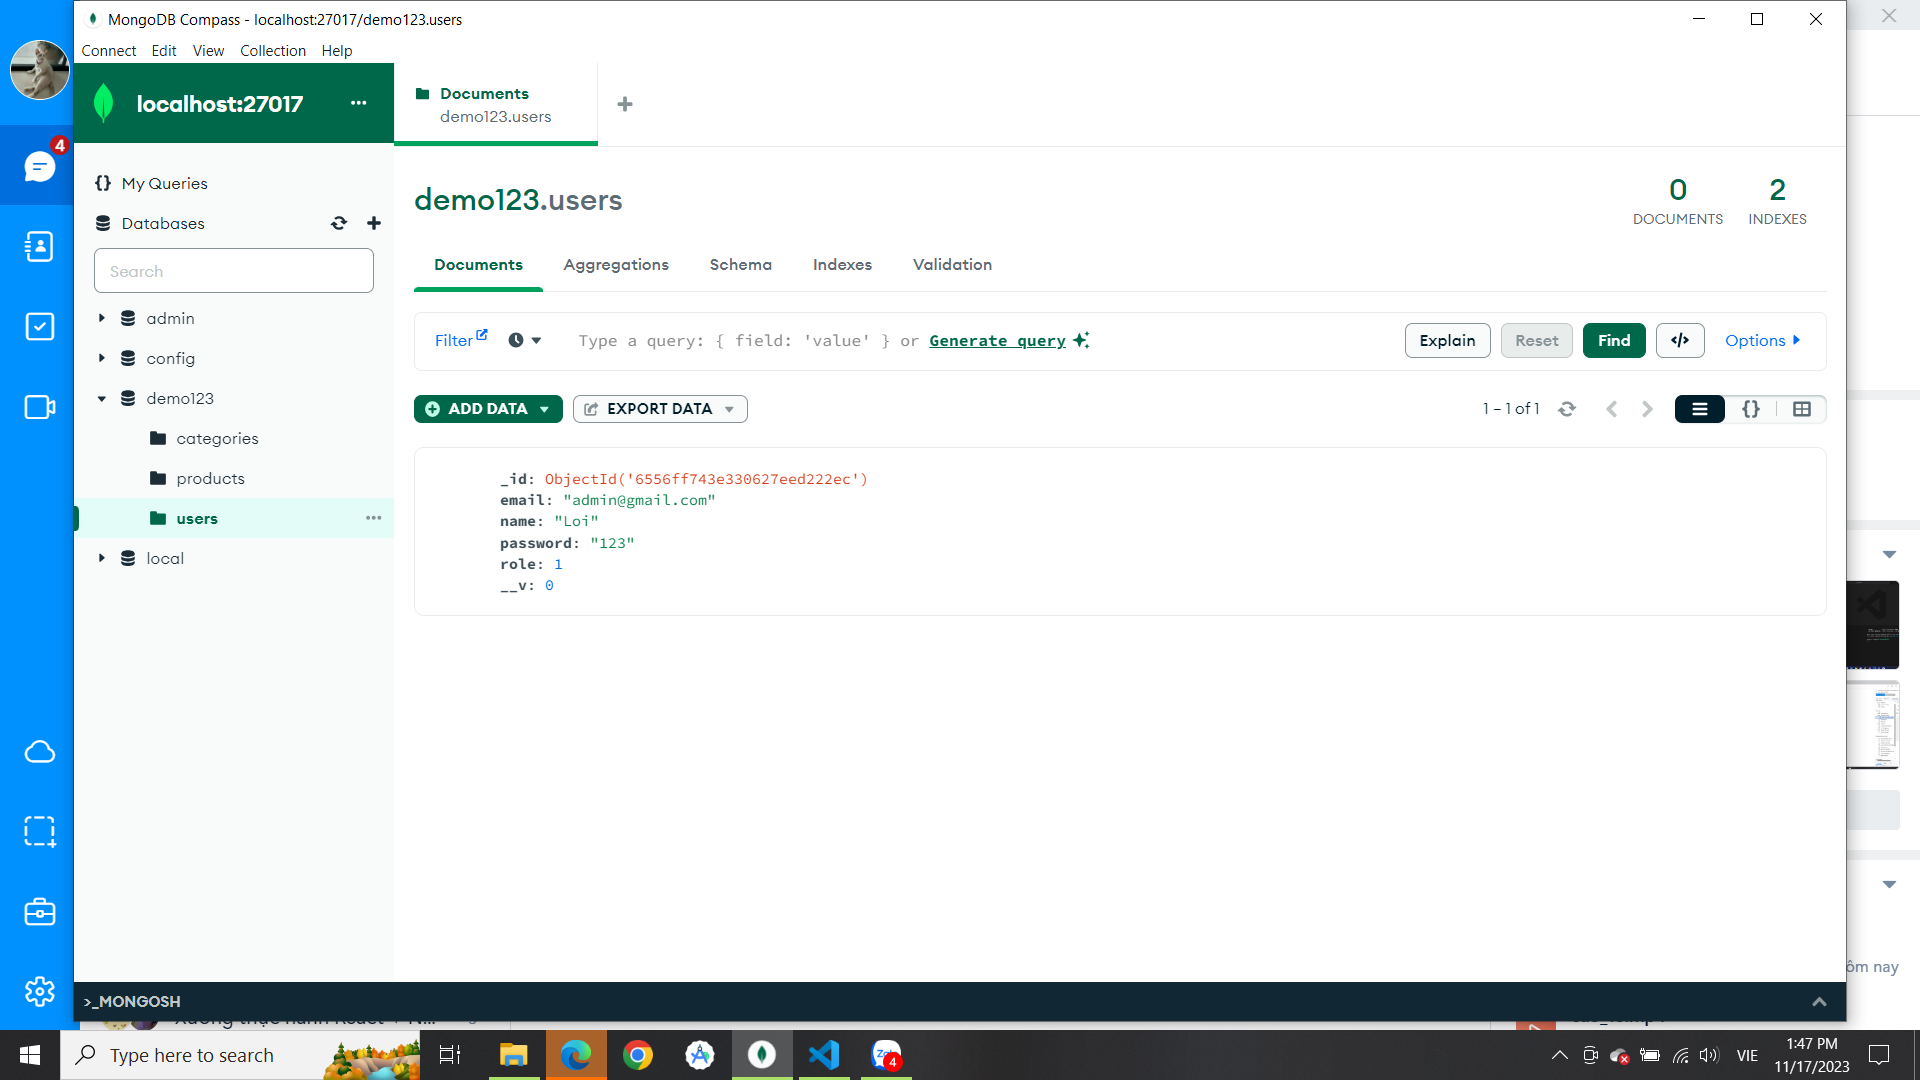 MongoDB Compass - localhost:27017/demo123.users
Connect Edit View Collection Help
localhost:27017
Documents
demo123.users
4
My Queries
Databases
Search
admin
config
demo123
categories
products
users
local
demo123.users
0
DOCUMENTS
2
INDEXES
Documents Aggregations Schema Indexes Validation
Filter
Type a query: { field: 'value' } or Generate query
Explain Reset Find </> Options
ADD DATA EXPORT DATA
1 – 1 of 1
{}
_id: ObjectId('6556ff743e330627eed222ec')
email: "admin@gmail.com"
name: "Loi"
password: "123"
role: 1
__v: 0
ôm nay
>_MONGOSH
Type here to search
4
VIE
1:47 PM
11/17/2023